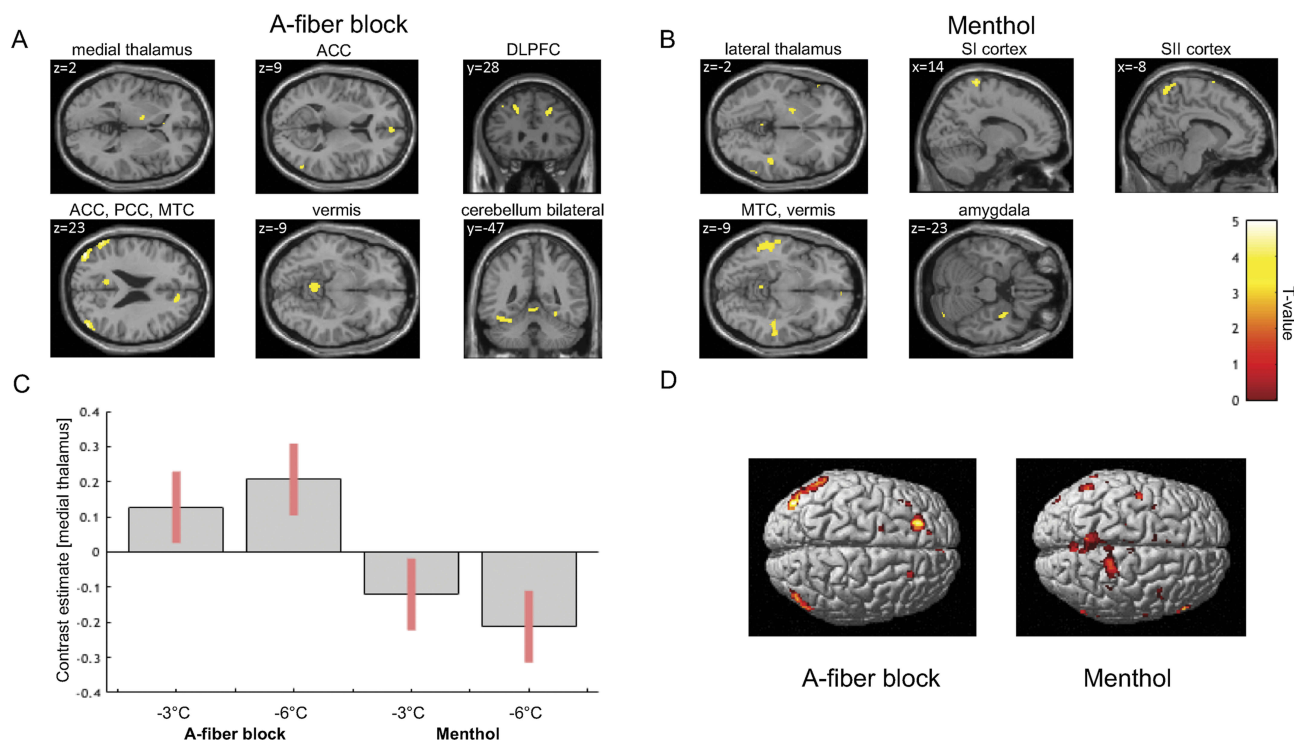 A-fiber block
Menthol
A
medial thalamus
z=2
ACC
z=9
DLPFC
y=28
ACC, PCC, MTC
z=23
vermis
z=-9
cerebellum bilateral
y=-47
B
lateral thalamus
z=-2
SI cortex
x=14
SII cortex
x=-8
MTC, vermis
z=-9
amygdala
z=-23
5
4
3
2
1
0
T-value
C
Contrast estimate [medial thalamus]
0.4
0.3
0.2
0.1
0
-0.1
-0.2
-0.3
-0.4
-3°C
-6°C
-3°C
-6°C
A-fiber block
Menthol
D
A-fiber block
Menthol